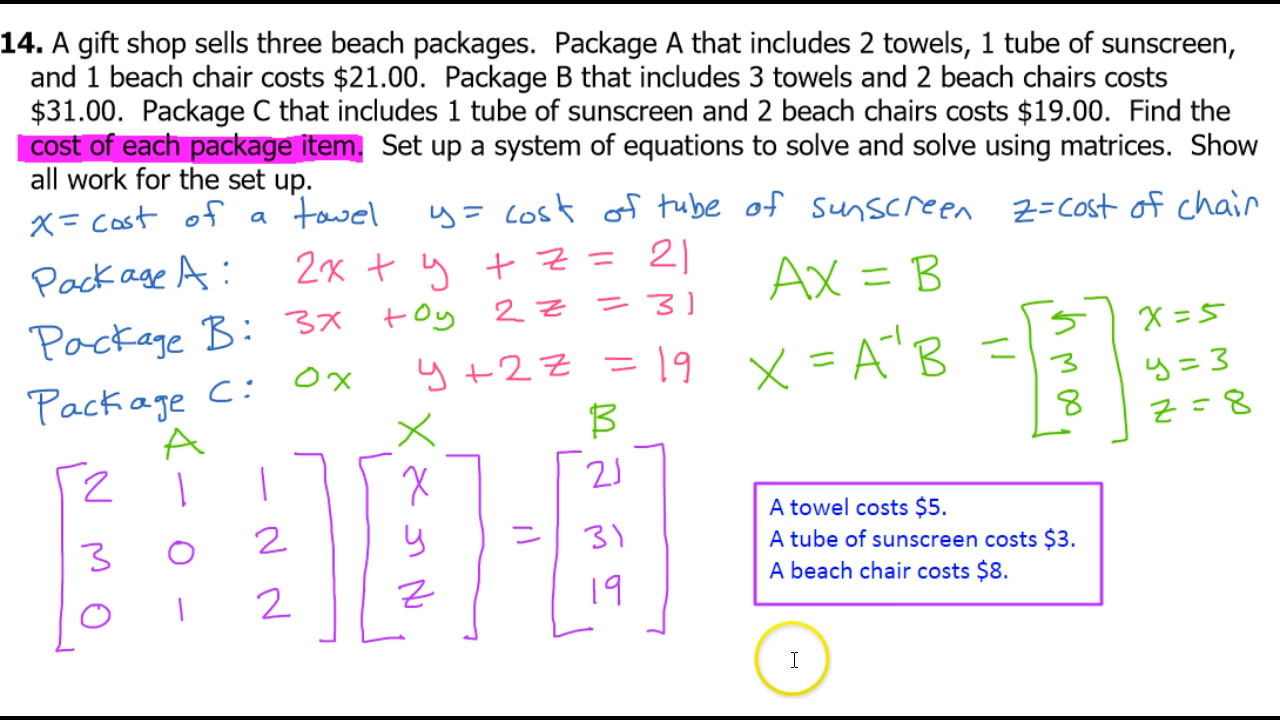 14. A gift shop sells three beach packages. Package A that includes 2 towels, 1 tube of sunscreen,
and 1 beach chair costs $21.00. Package B that includes 3 towels and 2 beach chairs costs
$31.00. Package C that includes 1 tube of sunscreen and 2 beach chairs costs $19.00. Find the
cost of each package item. Set up a system of equations to solve and solve using matrices. Show
all work for the set up.
x = cost of a towel y = cost of tube of sunscreen z = cost of chair
Package A: 2x + y + z = 21
Package B: 3x + 0y 2z = 31
Package C: 0x y + 2z = 19
AX = B
X = A⁻¹B = [5 3 8]
x = 5
y = 3
z = 8
A X B
2 1 1 x 21
3 0 2 y = 31
0 1 2 z 19
A towel costs $5.
A tube of sunscreen costs $3.
A beach chair costs $8.